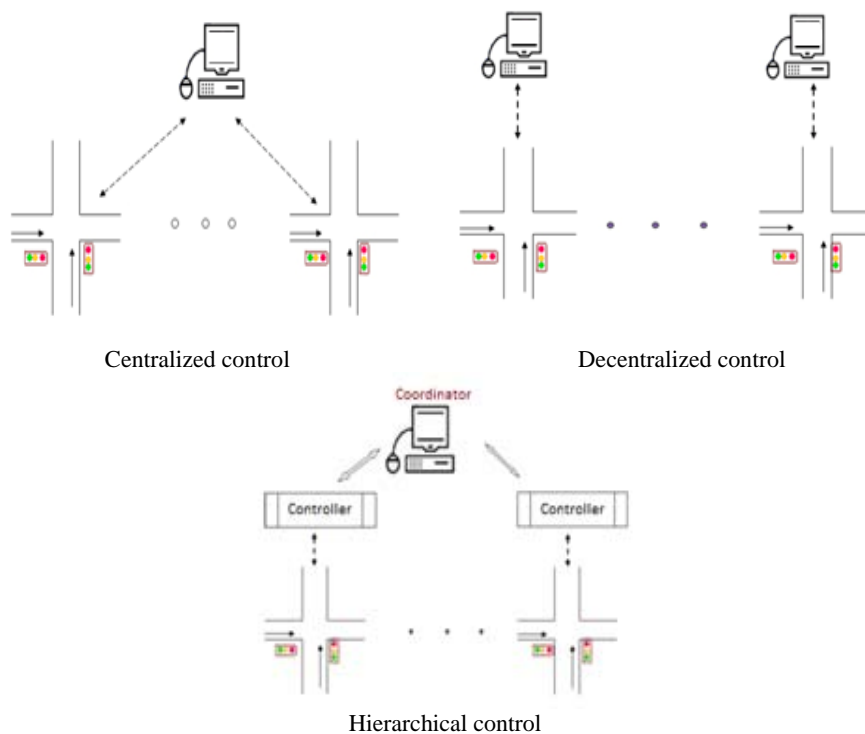 Centralized control
Decentralized control
Coordinator
Controller
Controller
Hierarchical control